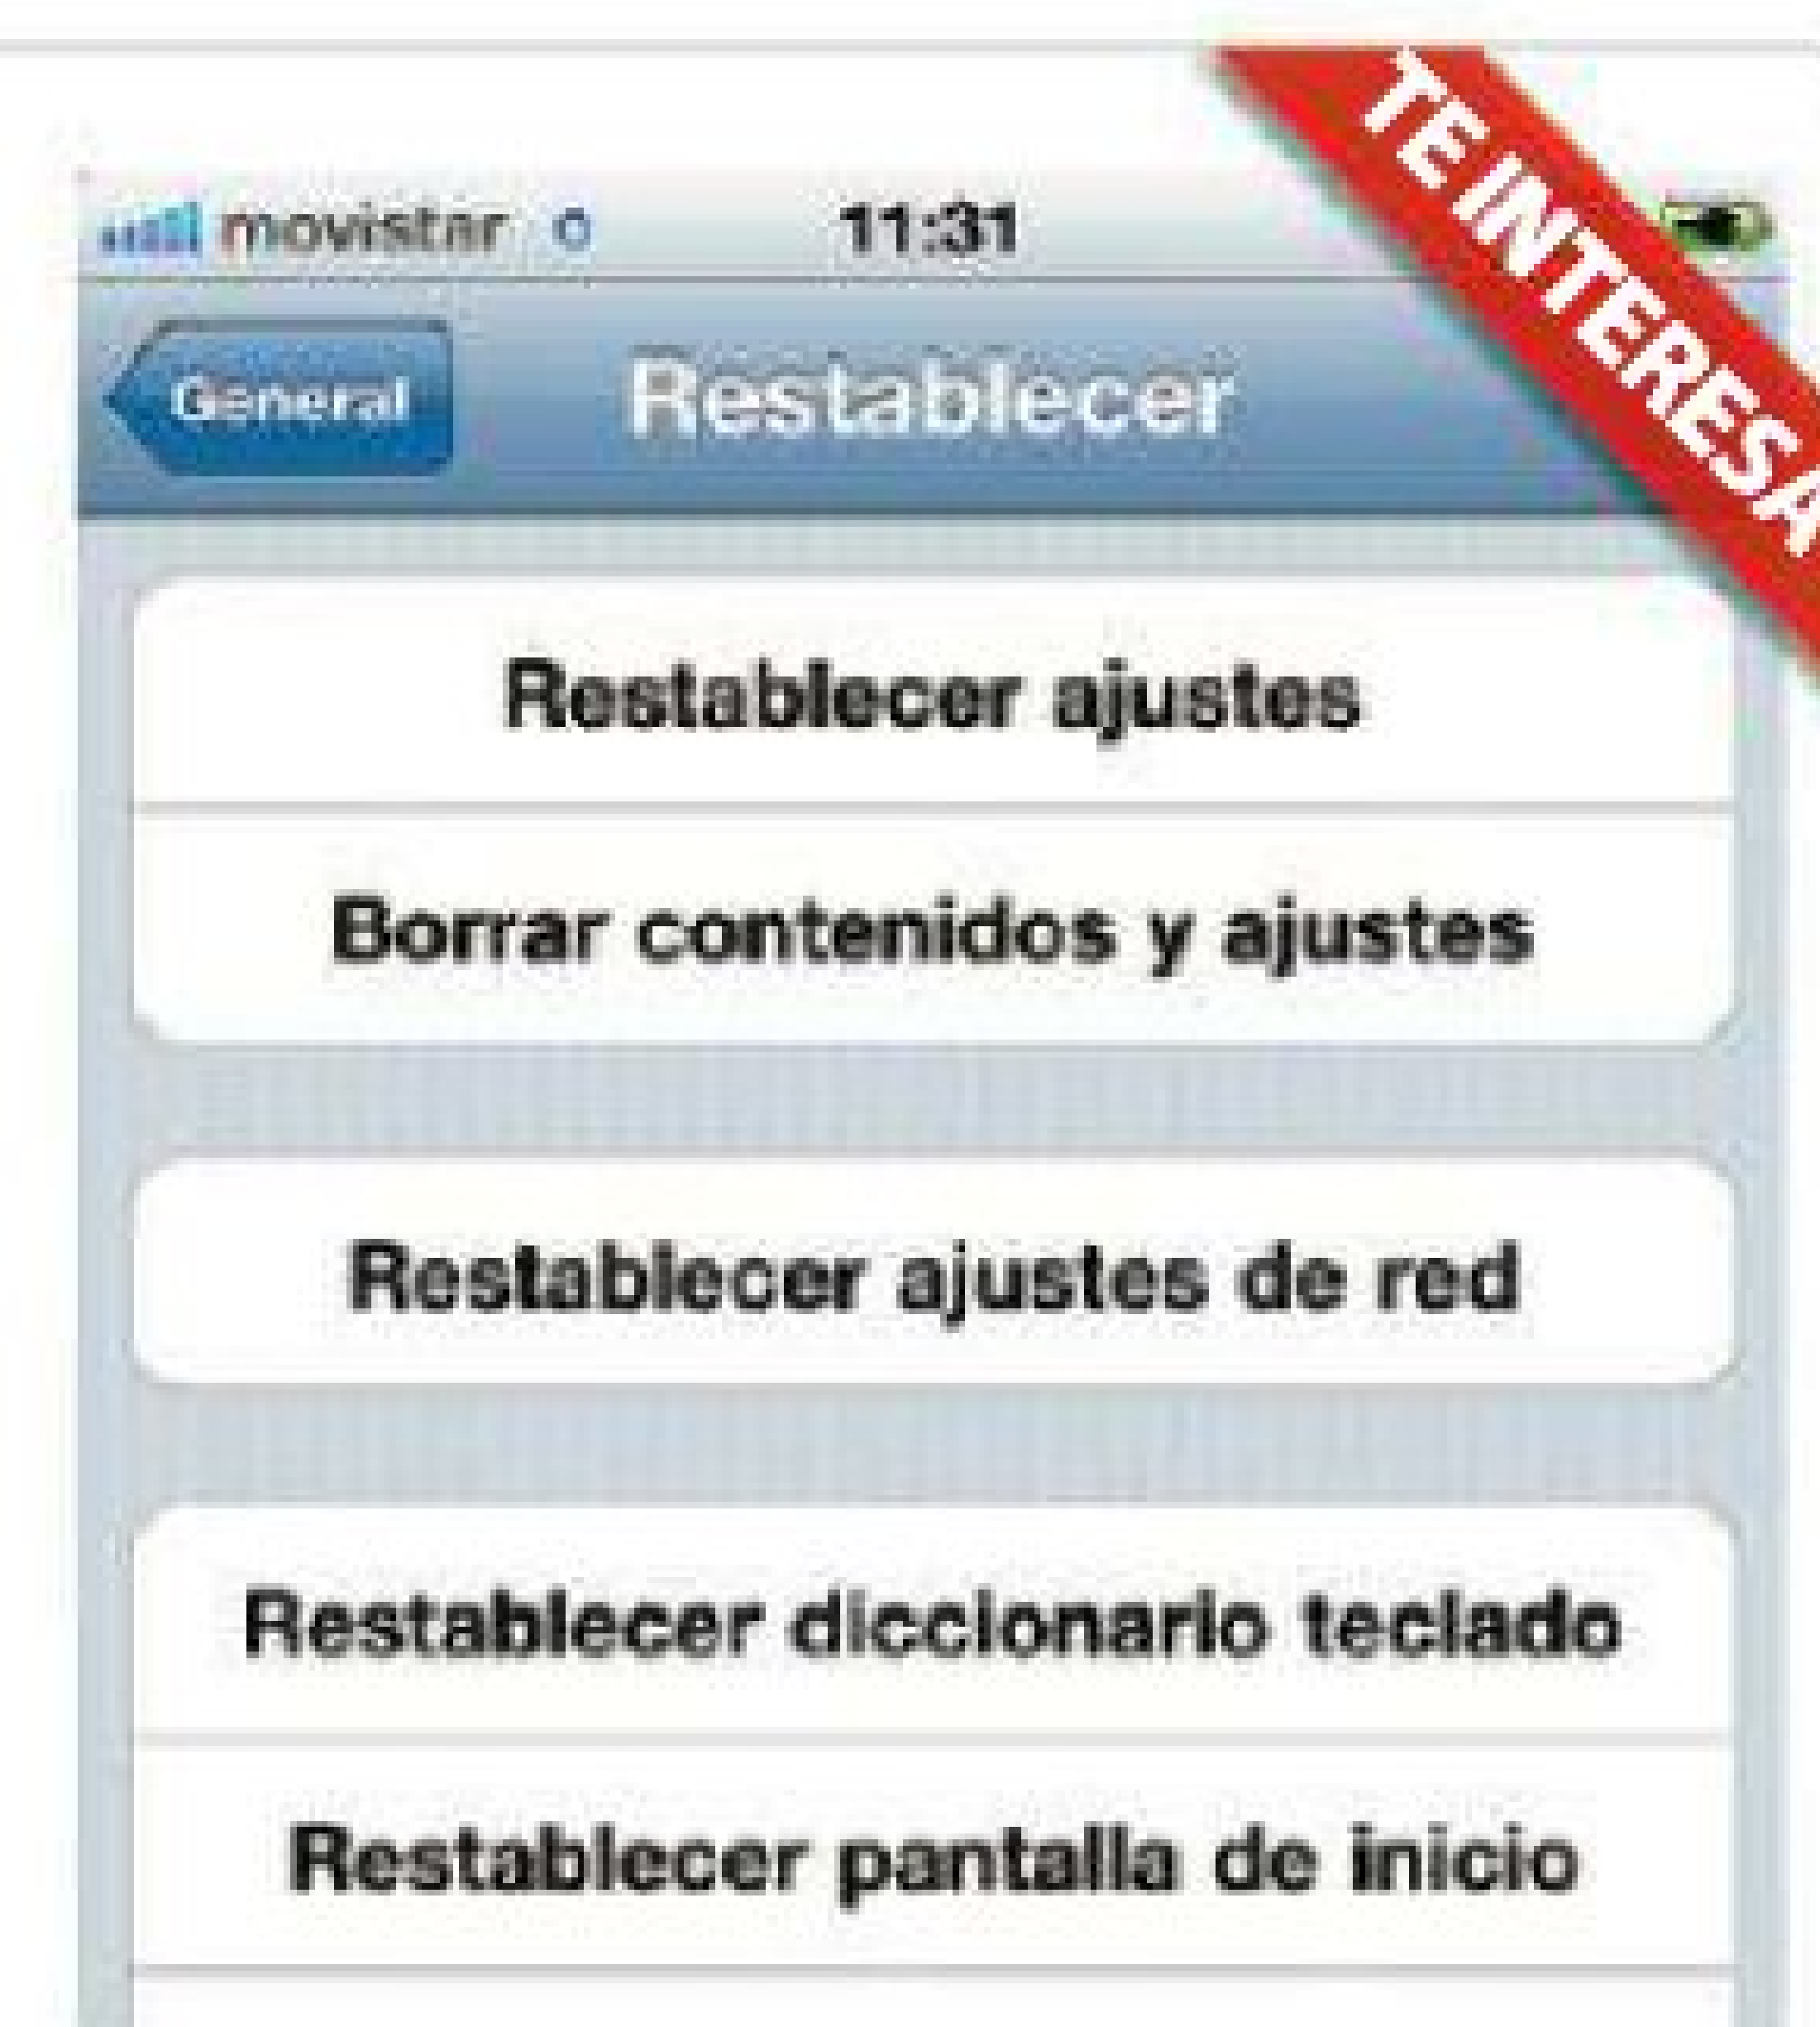 TE INTERESA
movistar 11:31
General Restablecer
Restablecer ajustes
Borrar contenidos y ajustes
Restablecer ajustes de red
Restablecer diccionario teclado
Restablecer pantalla de inicio